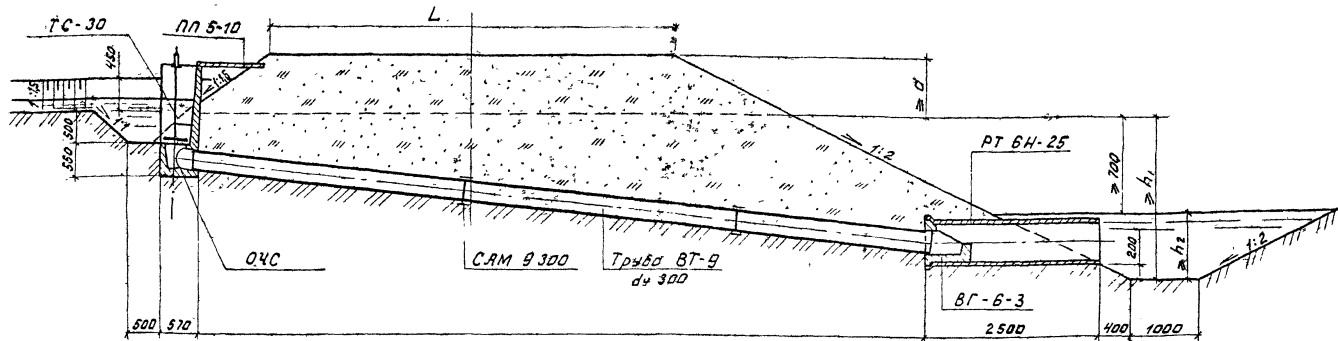 ТС-30
ПП 5-10
L
450
1:1,5
1:1,5
≥ d
1:4
500
550
1:2
РТ 6Н-25
≥ 700
≥ h₁
≥ h₂
200
1:2
ОЧС
САМ 9 300
Труба ВТ-9
dу 300
ВГ-6-3
500
570
2500
400
1000